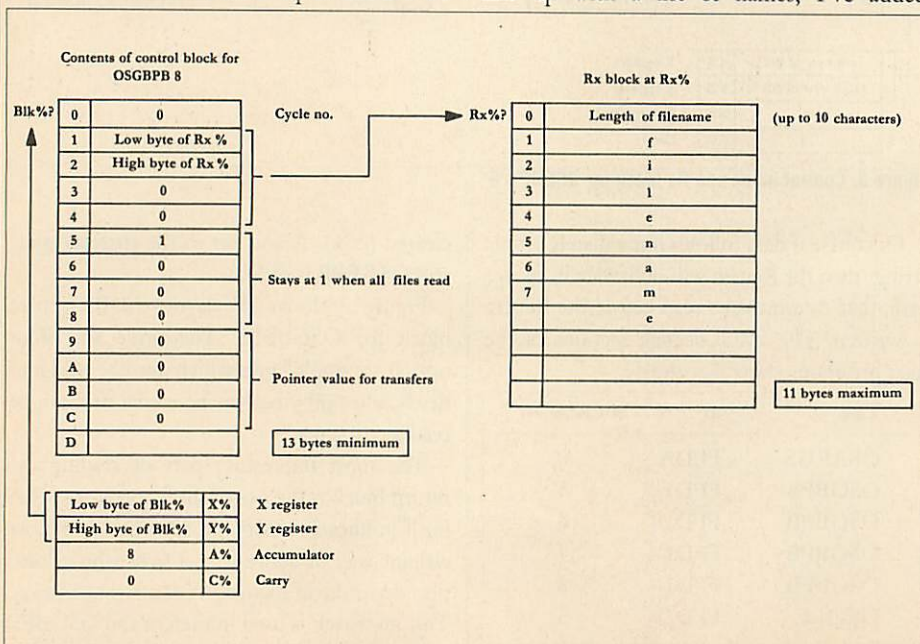 names, I've added
Contents of control block for
OSGBPB 8
Blk%?
0 0 Cycle no.
1 Low byte of Rx %
2 High byte of Rx %
3 0
4 0
5 1
6 0
7 0
8 0
Stays at 1 when all files read
9 0
A 0
B 0
C 0
D
Pointer value for transfers
13 bytes minimum
Low byte of Blk% X% X register
High byte of Blk% Y% Y register
8 A% Accumulator
0 C% Carry
Rx block at Rx%
Rx%? 0 Length of filename (up to 10 characters)
1 f
2 i
3 l
4 e
5 n
6 a
7 m
e
11 bytes maximum